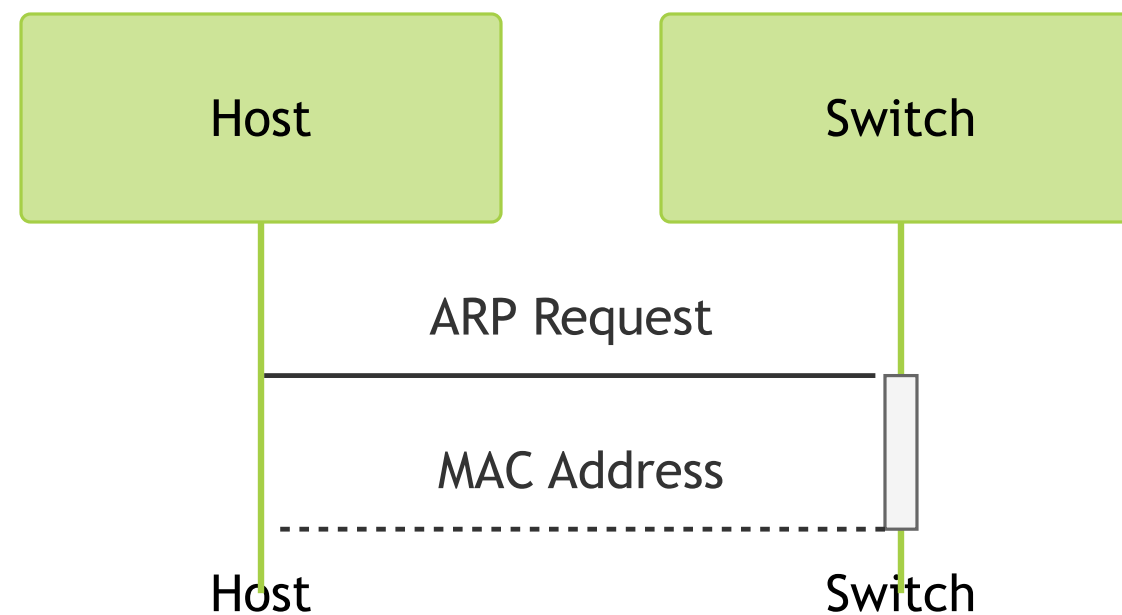 Host
Switch
ARP Request
MAC Address
Host
Switch